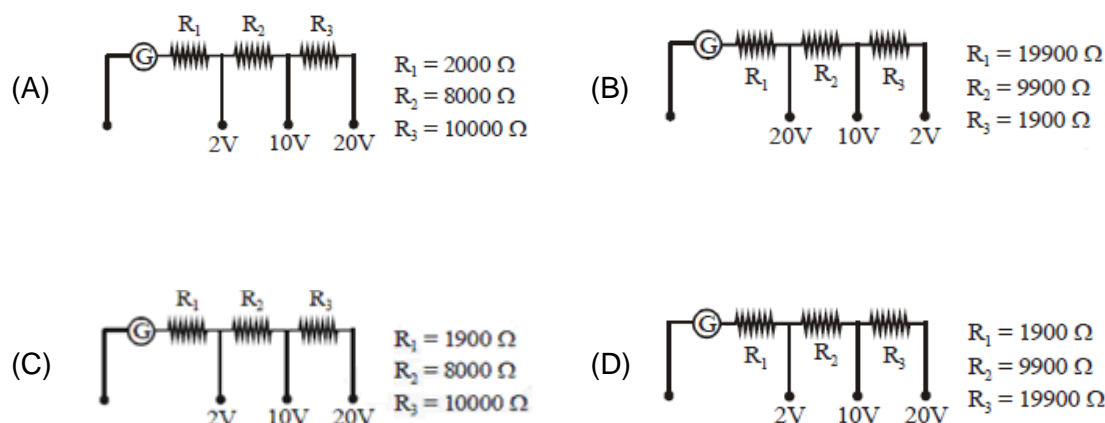 (A)
R₁ R₂ R₃
G
2V 10V 20V
R₁ = 2000 Ω
R₂ = 8000 Ω
R₃ = 10000 Ω
(B)
G
R₁ R₂ R₃
20V 10V 2V
R₁ = 19900 Ω
R₂ = 9900 Ω
R₃ = 1900 Ω
(C)
R₁ R₂ R₃
G
2V 10V 20V
R₁ = 1900 Ω
R₂ = 8000 Ω
R₃ = 10000 Ω
(D)
G
R₁ R₂ R₃
2V 10V 20V
R₁ = 1900 Ω
R₂ = 9900 Ω
R₃ = 19900 Ω